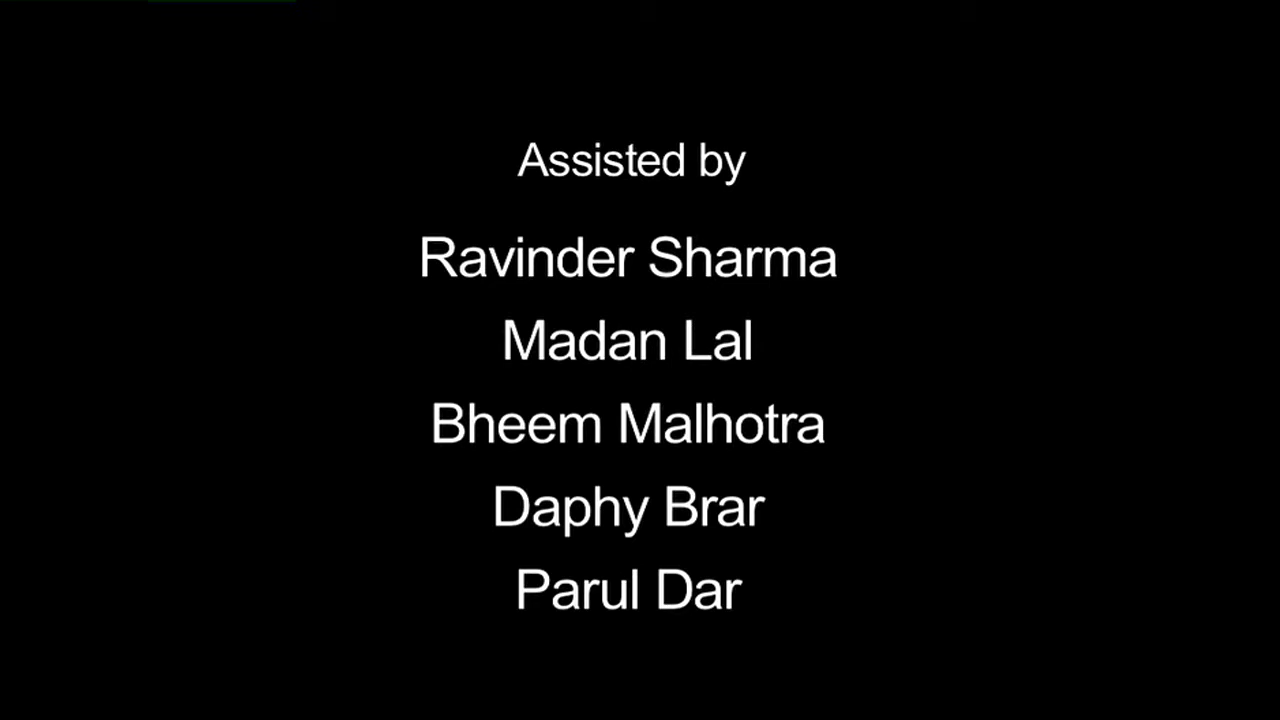 Assisted by
Ravinder Sharma
Madan Lal
Bheem Malhotra
Daphy Brar
Parul Dar